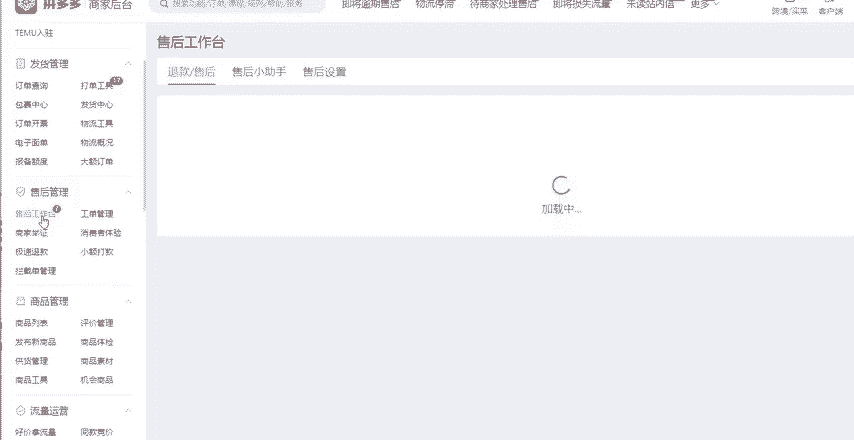 拼多多 商家后台
搜索功能/订单/课程/规则/帮助/服务
即将逾期售后 物流停滞 待商家处理售后 即将损失流量 未读站内信 更多
跨境/买菜 客户端
TEMU入驻
发货管理
订单查询 打单工具
包裹中心 发货中心
订单开票 物流工具
电子面单 物流概况
报备额度 大额订单
售后管理
售后工作台 7 工单管理
商家举证 消费者体验
极速退款 小额打款
拦截单管理
商品管理
商品列表 评价管理
发布新商品 商品体检
供货管理 商品素材
商品工具 机会商品
流量运营
好价拿流量 同款竞价
售后工作台
退款/售后 售后小助手 售后设置
加载中...